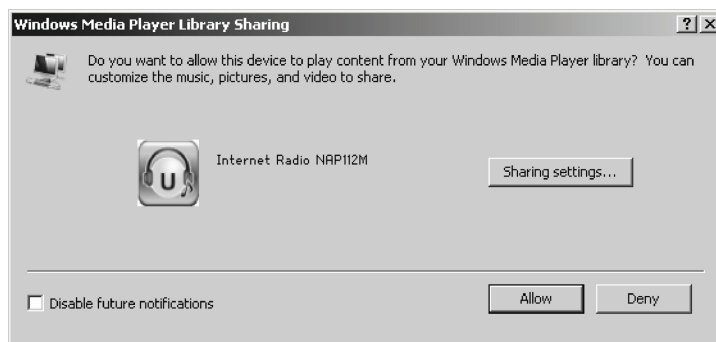 Windows Media Player Library Sharing
Do you want to allow this device to play content from your Windows Media Player library? You can
customize the music, pictures, and video to share.
U
Internet Radio NAP112M
Sharing settings...
Disable future notifications
Allow
Deny